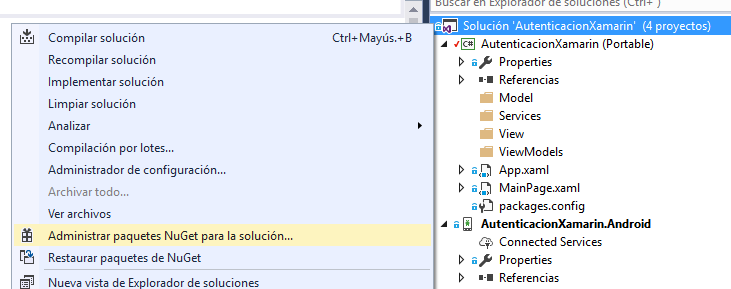 Buscar en Explorador de soluciones (Ctrl+´)
Solución 'AutenticacionXamarin' (4 proyectos)
Compilar solución Ctrl+Mayús.+B
Recompilar solución
Implementar solución
Limpiar solución
Analizar
Compilación por lotes...
Administrador de configuración...
Archivar todo...
Ver archivos
Administrar paquetes NuGet para la solución...
Restaurar paquetes de NuGet
Nueva vista de Explorador de soluciones
C# AutenticacionXamarin (Portable)
Properties
Referencias
Model
Services
View
ViewModels
App.xaml
MainPage.xaml
packages.config
AutenticacionXamarin.Android
Connected Services
Properties
Referencias